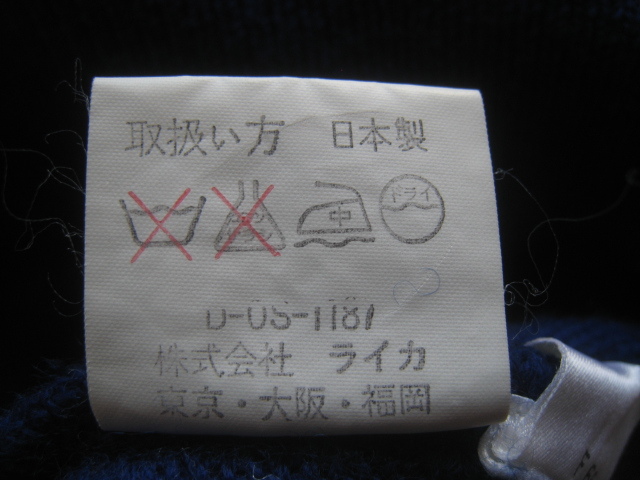 取扱い方 日本製
中 ドライ
D-US-1187
株式会社 ライカ
東京・大阪・福岡